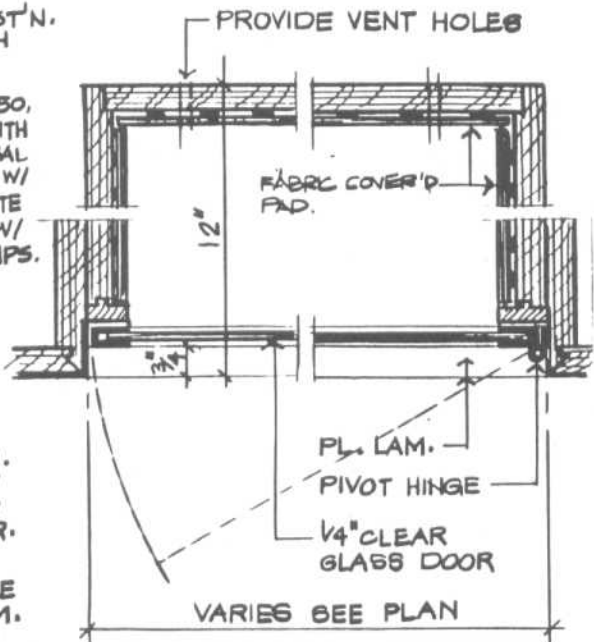 ST'N.
PROVIDE VENT HOLES
FABRIC COVER'D
PAD.
W/
W/
12"
3/4"
PL. LAM.
PIVOT HINGE
1/4" CLEAR
GLASS DOOR
VARIES SEE PLAN